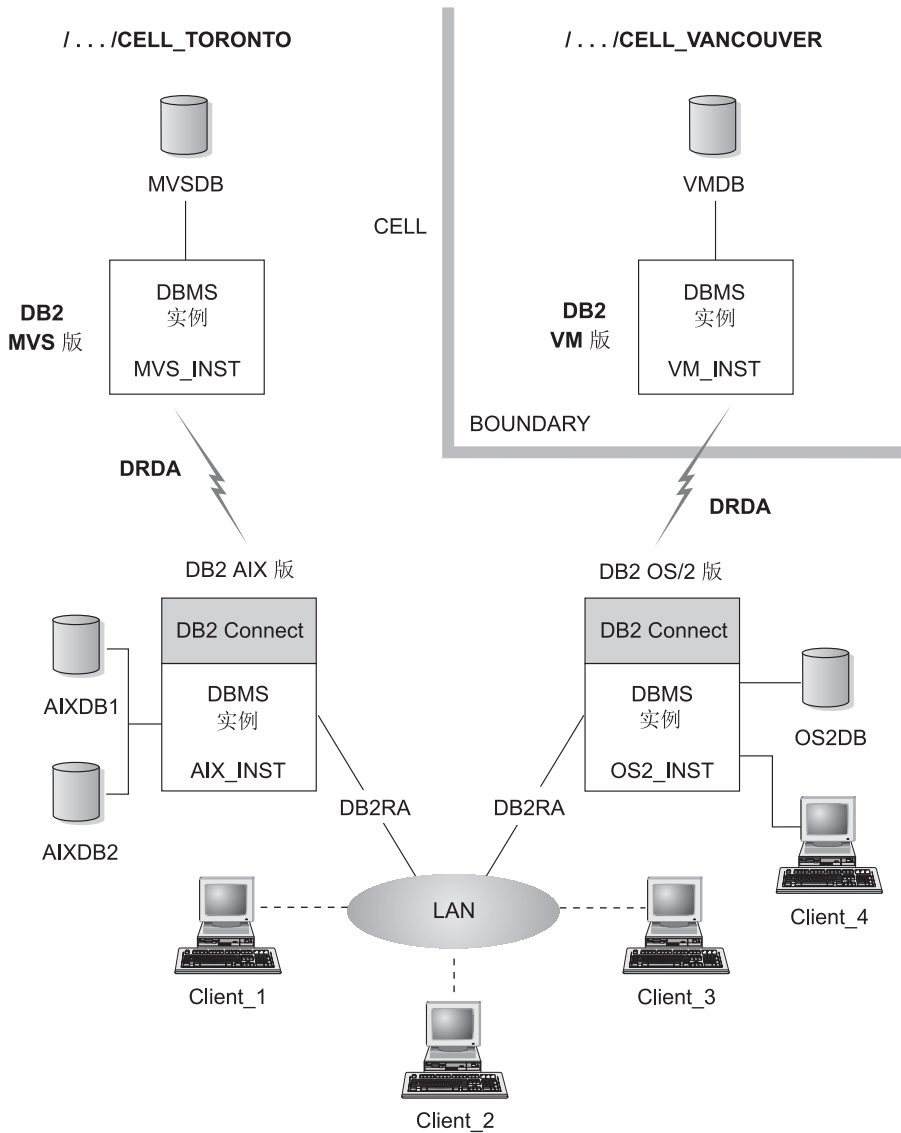 / . . . /CELL_TORONTO
/ . . . /CELL_VANCOUVER
MVSDB
VMDB
CELL
DB2
MVS 版
DBMS
实例
MVS_INST
DB2
VM 版
DBMS
实例
VM_INST
BOUNDARY
DRDA
DRDA
DB2 AIX 版
DB2 OS/2 版
DB2 Connect
DB2 Connect
AIXDB1
DBMS
实例
AIX_INST
DBMS
实例
OS2_INST
OS2DB
AIXDB2
DB2RA
DB2RA
LAN
Client_4
Client_1
Client_3
Client_2